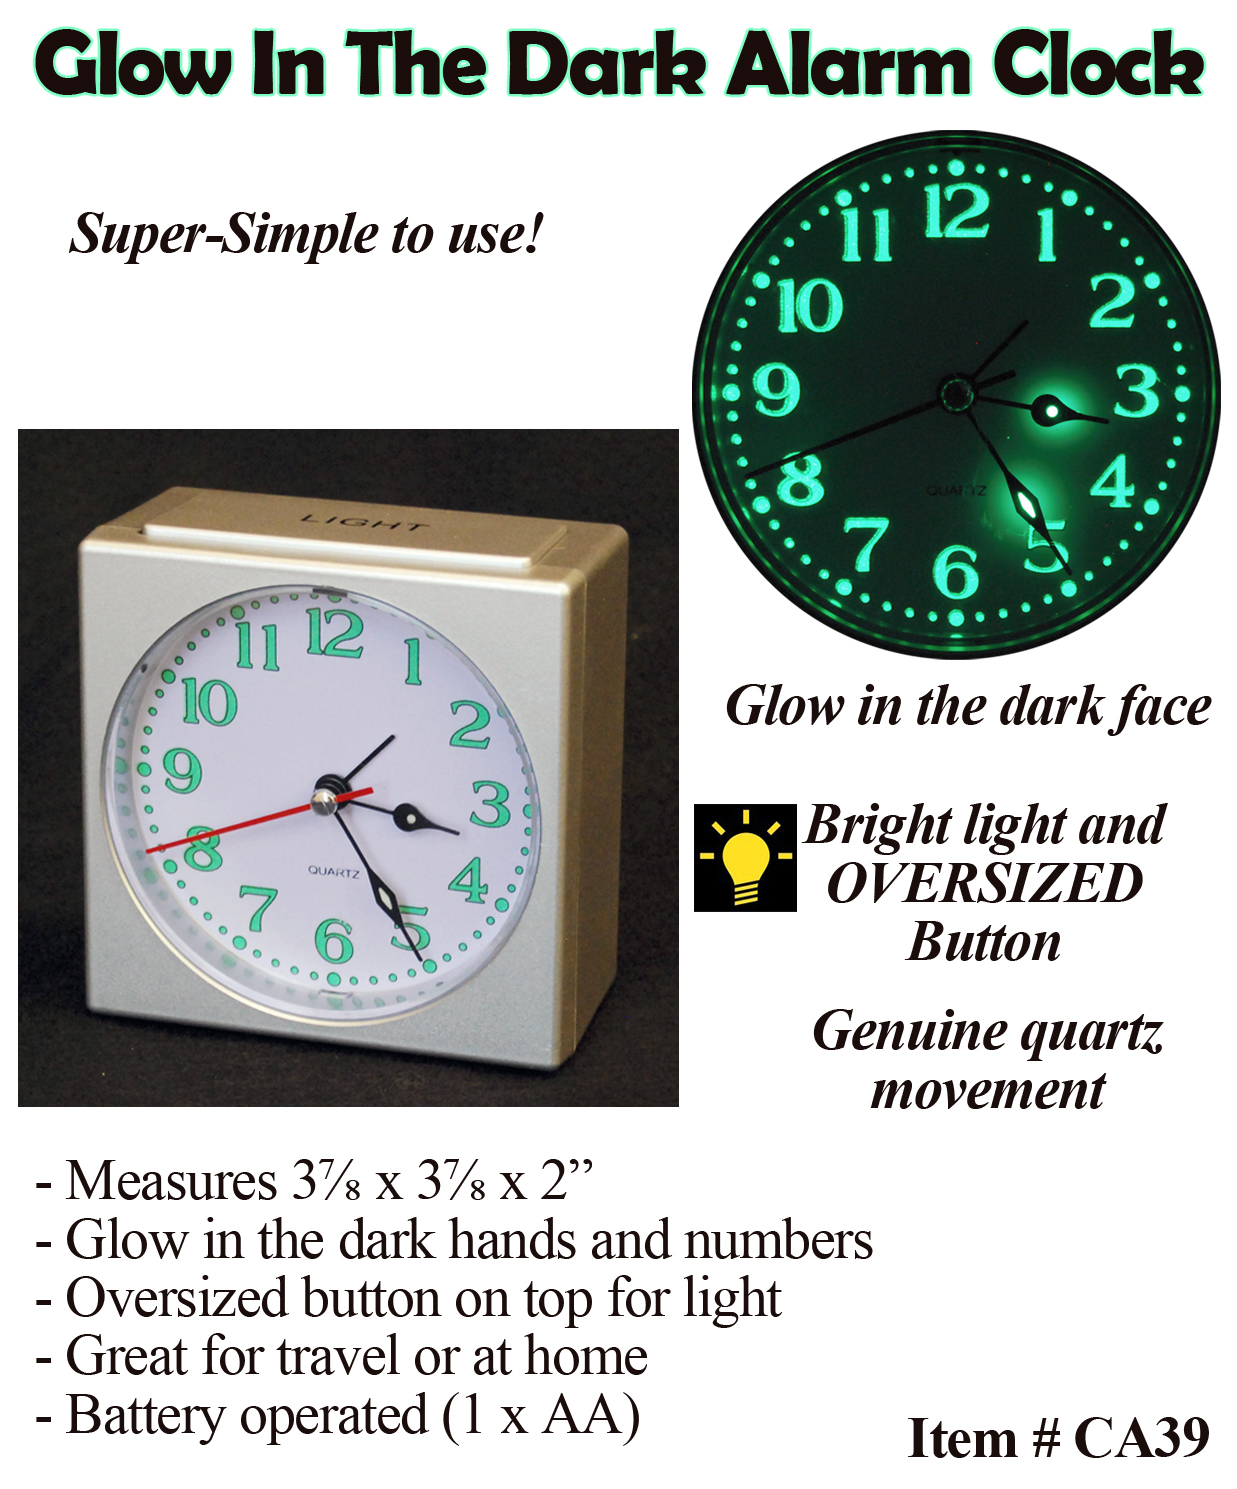 Glow In The Dark Alarm Clock
Super-Simple to use!
12
1
2
3
4
5
6
7
8
9
10
11
QUARTZ
LIGHT
12
1
2
3
4
5
6
7
8
9
10
11
QUARTZ
Glow in the dark face
Bright light and
OVERSIZED
Button
Genuine quartz
movement
- Measures 3⅞ x 3⅞ x 2”
- Glow in the dark hands and numbers
- Oversized button on top for light
- Great for travel or at home
- Battery operated (1 x AA)
Item # CA39